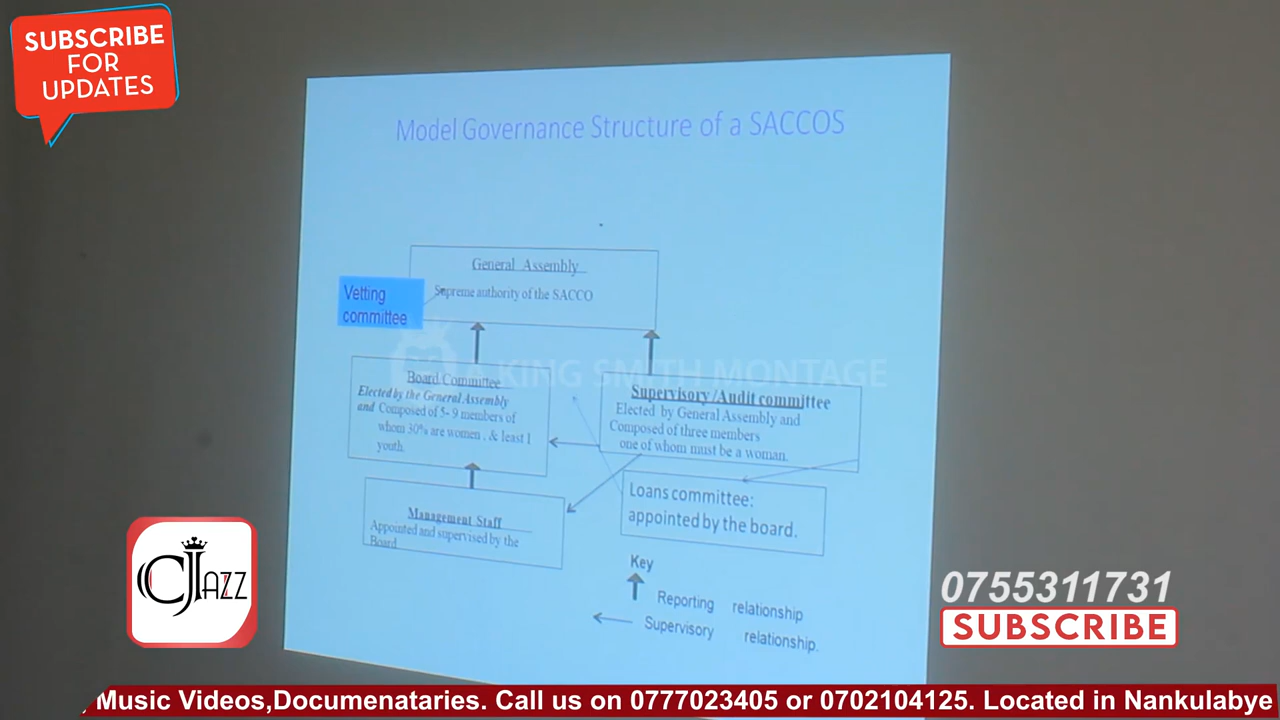 SUBSCRIBE
FOR
UPDATES
Model Governance Structure of a SACCOS
General Assembly
Supreme authority of the SACCO
Vetting
committee
Board Committee
Elected by the General Assembly
and Composed of 5- 9 members of
whom 30% are women , & least 1
youth.
Supervisory /Audit committee
Elected by General Assembly and
Composed of three members
one of whom must be a woman.
Management Staff
Appointed and supervised by the
Board
Loans committee:
appointed by the board.
Key
Reporting relationship
Supervisory relationship.
KING SMITH MONTAGE
CJJAZZ
0755311731
SUBSCRIBE
, Music Videos,Documenataries. Call us on 0777023405 or 0702104125. Located in Nankulabye